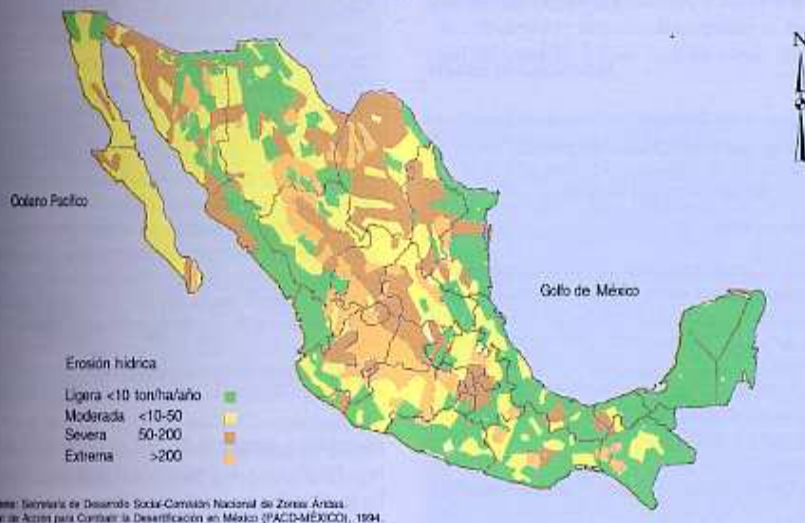 N
Océano Pacífico
Golfo de México
Erosión hídrica
Ligera <10 ton/ha/año
Moderada <10-50
Severa 50-200
Extrema >200
Secretaría de Desarrollo Social-Comisión Nacional de Zonas Áridas.
de Acción para Combatir la Desertificación en México (PACD-MÉXICO), 1994.